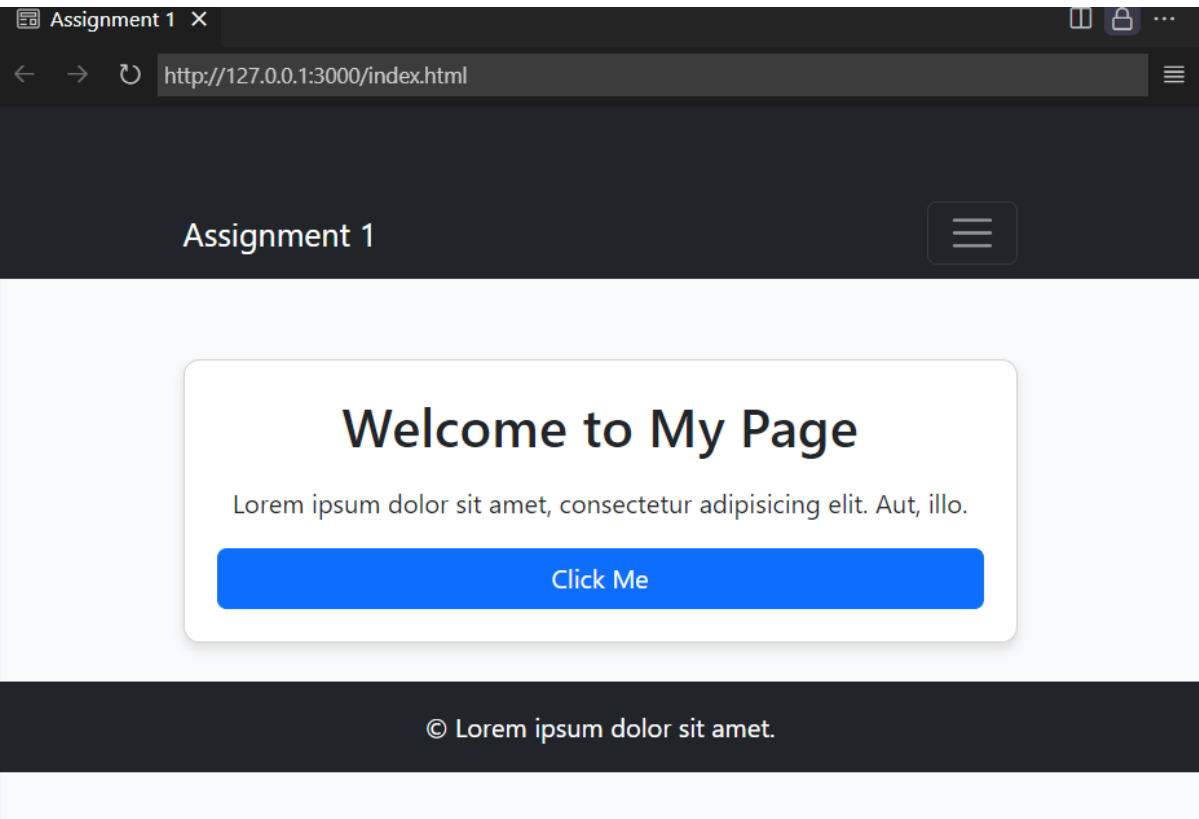 Assignment 1
http://127.0.0.1:3000/index.html
Assignment 1
Welcome to My Page
Lorem ipsum dolor sit amet, consectetur adipisicing elit. Aut, illo.
Click Me
© Lorem ipsum dolor sit amet.